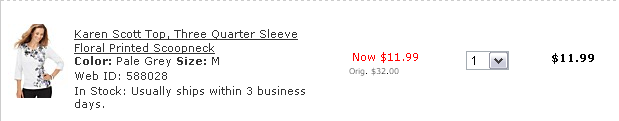 Karen Scott Top, Three Quarter Sleeve
Floral Printed Scoopneck
Color: Pale Grey Size: M
Web ID: 588028
In Stock: Usually ships within 3 business
days.
Now $11.99
Orig. $32.00
1
$11.99